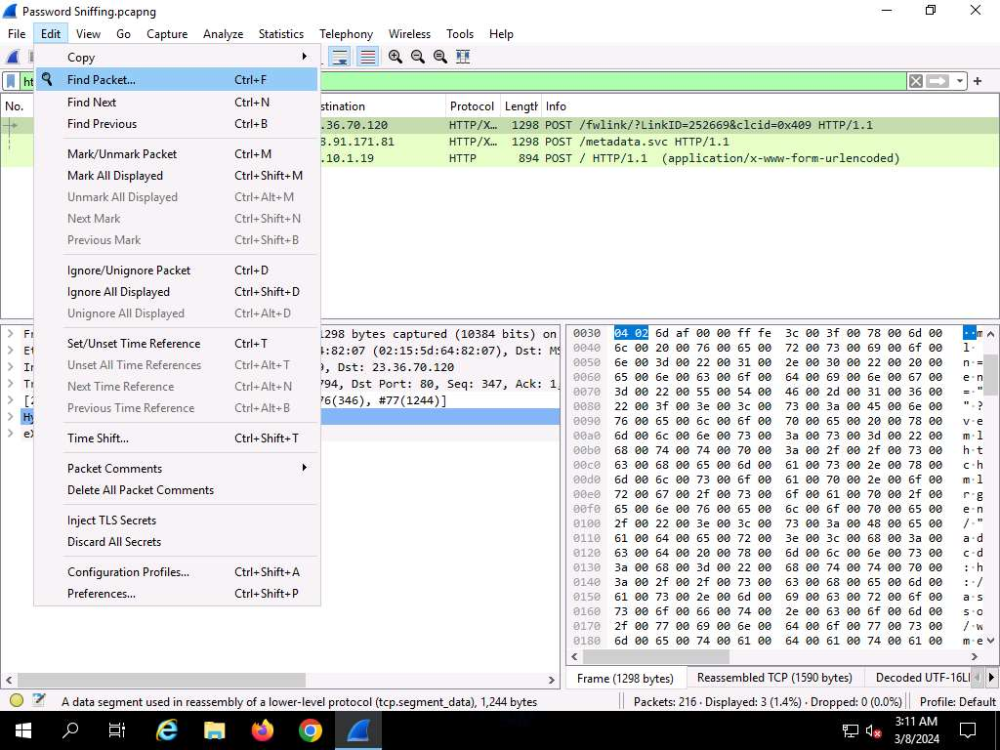 Password Sniffing.pcapng
File Edit View Go Capture Analyze Statistics Telephony Wireless Tools Help
Copy
Find Packet... Ctrl+F
Find Next Ctrl+N
Find Previous Ctrl+B
Mark/Unmark Packet Ctrl+M
Mark All Displayed Ctrl+Shift+M
Unmark All Displayed Ctrl+Alt+M
Next Mark Ctrl+Shift+N
Previous Mark Ctrl+Shift+B
Ignore/Unignore Packet Ctrl+D
Ignore All Displayed Ctrl+Shift+D
Unignore All Displayed Ctrl+Alt+D
Set/Unset Time Reference Ctrl+T
Unset All Time References Ctrl+Alt+T
Next Time Reference Ctrl+Alt+N
Previous Time Reference Ctrl+Alt+B
Time Shift... Ctrl+Shift+T
Packet Comments
Delete All Packet Comments
Inject TLS Secrets
Discard All Secrets
Configuration Profiles... Ctrl+Shift+A
Preferences... Ctrl+Shift+P
No. stination Protocol Length Info
.36.70.120 HTTP/X… 1298 POST /fwlink/?LinkID=252669&clcid=0x409 HTTP/1.1
8.91.171.81 HTTP/X… 1298 POST /metadata.svc HTTP/1.1
.10.1.19 HTTP 894 POST / HTTP/1.1 (application/x-www-form-urlencoded)
1298 bytes captured (10384 bits) on
4:82:07 (02:15:5d:64:82:07), Dst: MS
9, Dst: 23.36.70.120
794, Dst Port: 80, Seq: 347, Ack: 1,
76(346), #77(1244)]
0030 04 02 6d af 00 00 ff fe 3c 00 3f 00 78 00 6d 00 ··m
0040 6c 00 20 00 76 00 65 00 72 00 73 00 69 00 6f 00 l·
0050 6e 00 3d 00 22 00 31 00 2e 00 30 00 22 00 20 00 n·=
0060 65 00 6e 00 63 00 6f 00 64 00 69 00 6e 00 67 00 e·n
0070 3d 00 22 00 55 00 54 00 46 00 2d 00 31 00 36 00 =·"
0080 22 00 3f 00 3e 00 3c 00 73 00 3a 00 45 00 6e 00 "·?
0090 76 00 65 00 6c 00 6f 00 70 00 65 00 20 00 78 00 v·e
00a0 6d 00 6c 00 6e 00 73 00 3a 00 73 00 3d 00 22 00 m·l
00b0 68 00 74 00 74 00 70 00 3a 00 2f 00 2f 00 73 00 h·t
00c0 63 00 68 00 65 00 6d 00 61 00 73 00 2e 00 78 00 c·h
00d0 6d 00 6c 00 73 00 6f 00 61 00 70 00 2e 00 6f 00 m·l
00e0 72 00 67 00 2f 00 73 00 6f 00 61 00 70 00 2f 00 r·g
00f0 65 00 6e 00 76 00 65 00 6c 00 6f 00 70 00 65 00 e·n
0100 2f 00 22 00 3e 00 3c 00 73 00 3a 00 48 00 65 00 /·"
0110 61 00 64 00 65 00 72 00 3e 00 3c 00 68 00 3a 00 a·d
0120 63 00 64 00 20 00 78 00 6d 00 6c 00 6e 00 73 00 c·d
0130 3a 00 68 00 3d 00 22 00 68 00 74 00 74 00 70 00 :·h
0140 3a 00 2f 00 2f 00 73 00 63 00 68 00 65 00 6d 00 :·/
0150 61 00 73 00 2e 00 6d 00 69 00 63 00 72 00 6f 00 a·s
0160 73 00 6f 00 66 00 74 00 2e 00 63 00 6f 00 6d 00 s·o
0170 2f 00 77 00 69 00 6e 00 64 00 6f 00 77 00 73 00 /·w
0180 6d 00 65 00 74 00 61 00 64 00 61 00 74 00 61 00 m·e
Frame (1298 bytes) Reassembled TCP (1590 bytes) Decoded UTF-16L
A data segment used in reassembly of a lower-level protocol (tcp.segment_data), 1,244 bytes
Packets: 216 · Displayed: 3 (1.4%) · Dropped: 0 (0.0%) Profile: Default
3:11 AM
3/8/2024